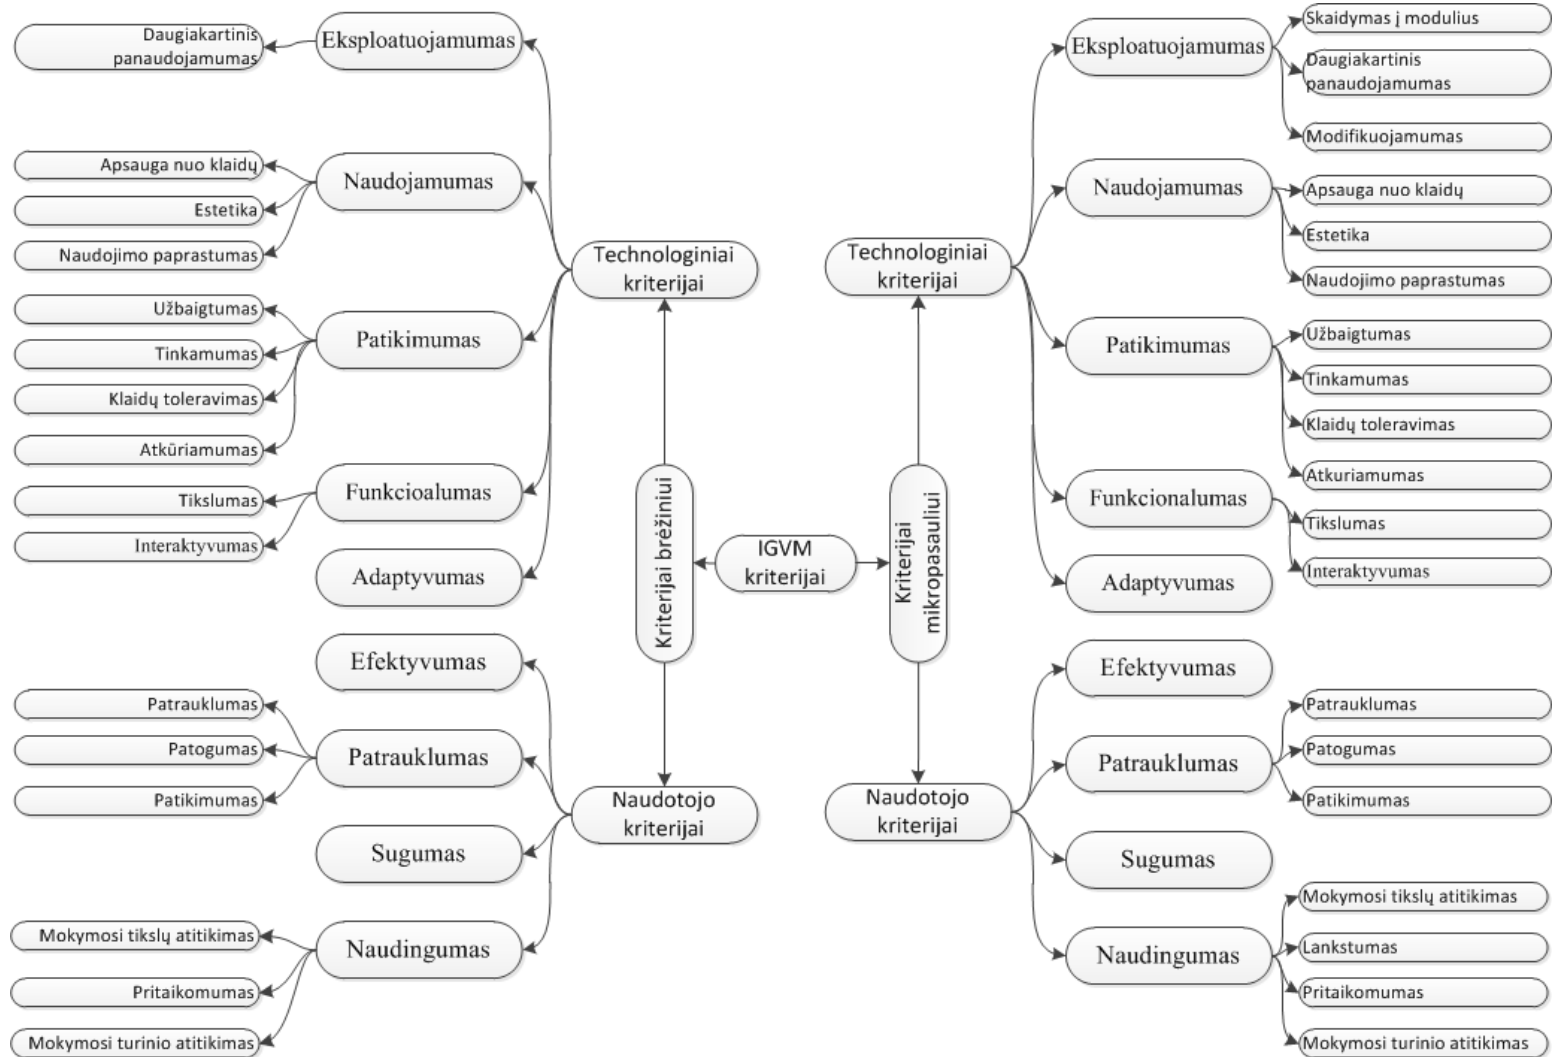 Daugiakartinis
panaudojamumas
Eksploatuojamumas
Apsauga nuo klaidų
Estetika
Naudojimo paprastumas
Naudojamumas
Užbaigtumas
Tinkamumas
Klaidų toleravimas
Atkūriamumas
Patikimumas
Tikslumas
Interaktyvumas
Funkcioalumas
Adaptyvumas
Technologiniai
kriterijai
Efektyvumas
Patrauklumas
Patogumas
Patikimumas
Patrauklumas
Sugumas
Mokymosi tikslų atitikimas
Pritaikomumas
Mokymosi turinio atitikimas
Naudingumas
Naudotojo
kriterijai
Kriterijai brėžiniui
IGVM
kriterijai
Kriterijai
mikropasauliui
Technologiniai
kriterijai
Eksploatuojamumas
Skaidymas į modulius
Daugiakartinis
panaudojamumas
Modifikuojamumas
Naudojamumas
Apsauga nuo klaidų
Estetika
Naudojimo paprastumas
Patikimumas
Užbaigtumas
Tinkamumas
Klaidų toleravimas
Atkuriamumas
Funkcionalumas
Tikslumas
Interaktyvumas
Adaptyvumas
Naudotojo
kriterijai
Efektyvumas
Patrauklumas
Patrauklumas
Patogumas
Patikimumas
Sugumas
Naudingumas
Mokymosi tikslų atitikimas
Lankstumas
Pritaikomumas
Mokymosi turinio atitikimas